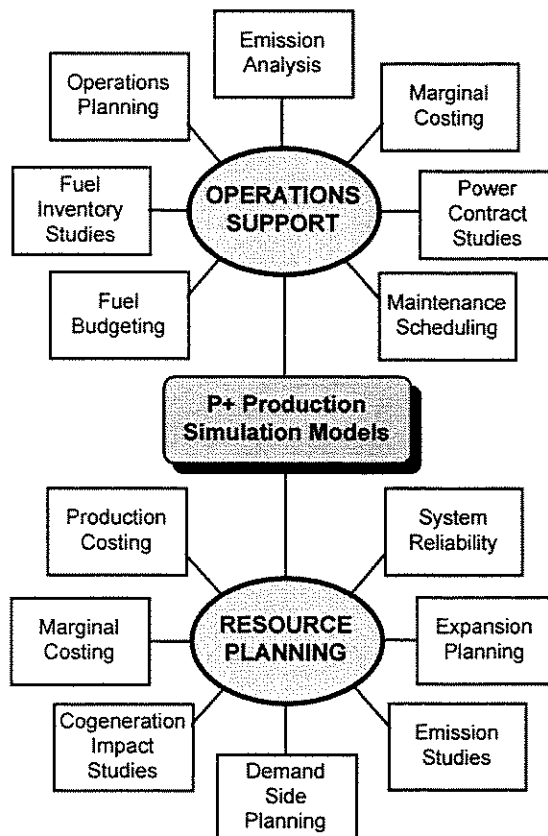 Emission
Analysis
Operations
Planning
Marginal
Costing
Fuel
Inventory
Studies
OPERATIONS
SUPPORT
Power
Contract
Studies
Fuel
Budgeting
Maintenance
Scheduling
P+ Production
Simulation Models
Production
Costing
System
Reliability
Marginal
Costing
RESOURCE
PLANNING
Expansion
Planning
Cogeneration
Impact
Studies
Demand
Side
Planning
Emission
Studies